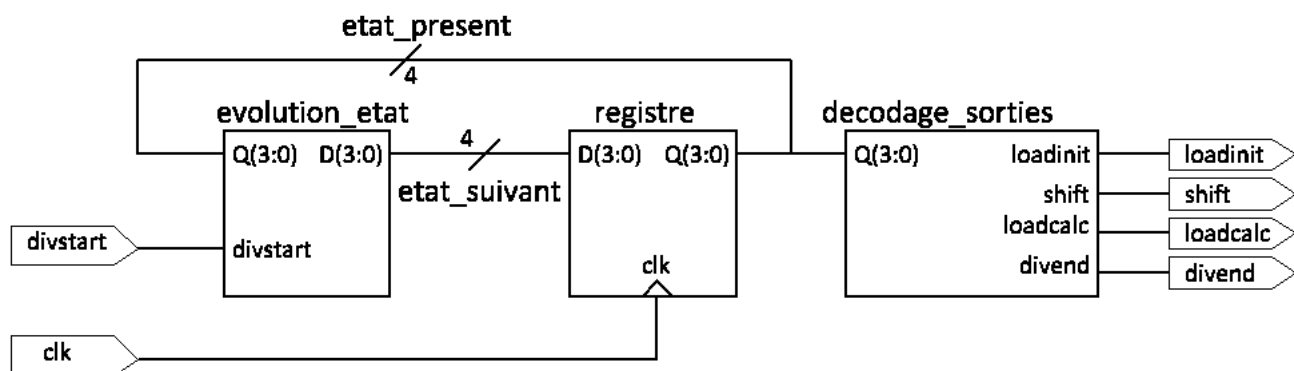 etat_present
4
evolution_etat
registre
decodage_sorties
4
Q(3:0) D(3:0)
D(3:0) Q(3:0)
Q(3:0)
loadinit
loadinit
etat_suivant
shift
shift
divstart
divstart
loadcalc
loadcalc
clk
divend
divend
clk